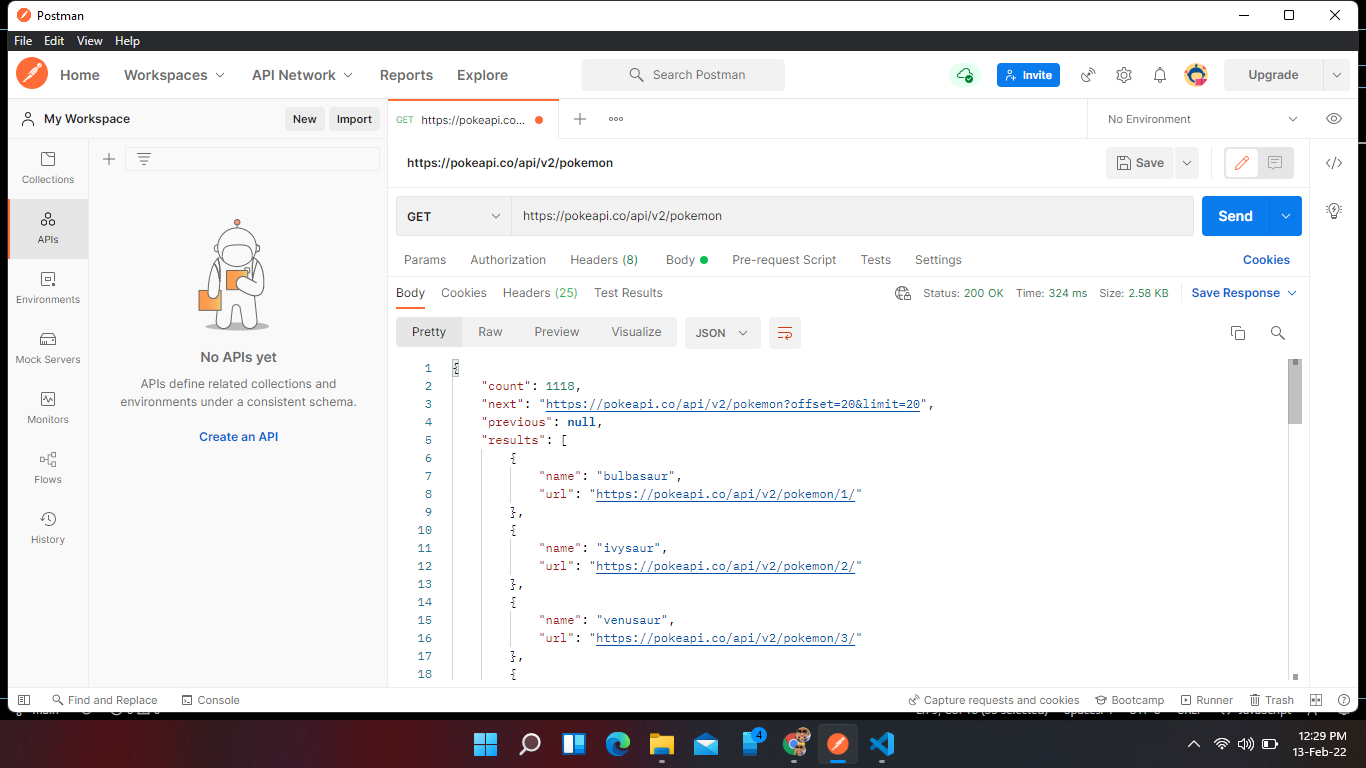 Postman
File Edit View Help
Home Workspaces API Network Reports Explore Search Postman Invite Upgrade
My Workspace New Import GET https://pokeapi.co... No Environment
https://pokeapi.co/api/v2/pokemon Save
GET https://pokeapi.co/api/v2/pokemon Send
Params Authorization Headers (8) Body Pre-request Script Tests Settings Cookies
Body Cookies Headers (25) Test Results Status: 200 OK Time: 324 ms Size: 2.58 KB Save Response
Pretty Raw Preview Visualize JSON
Collections
APIs
Environments
Mock Servers
Monitors
Flows
History
No APIs yet
APIs define related collections and
environments under a consistent schema.
Create an API
1 {
2 "count": 1118,
3 "next": "https://pokeapi.co/api/v2/pokemon?offset=20&limit=20",
4 "previous": null,
5 "results": [
6 {
7 "name": "bulbasaur",
8 "url": "https://pokeapi.co/api/v2/pokemon/1/"
9 },
10 {
11 "name": "ivysaur",
12 "url": "https://pokeapi.co/api/v2/pokemon/2/"
13 },
14 {
15 "name": "venusaur",
16 "url": "https://pokeapi.co/api/v2/pokemon/3/"
17 },
18 {
Find and Replace Console Capture requests and cookies Bootcamp Runner Trash
4
12:29 PM
13-Feb-22